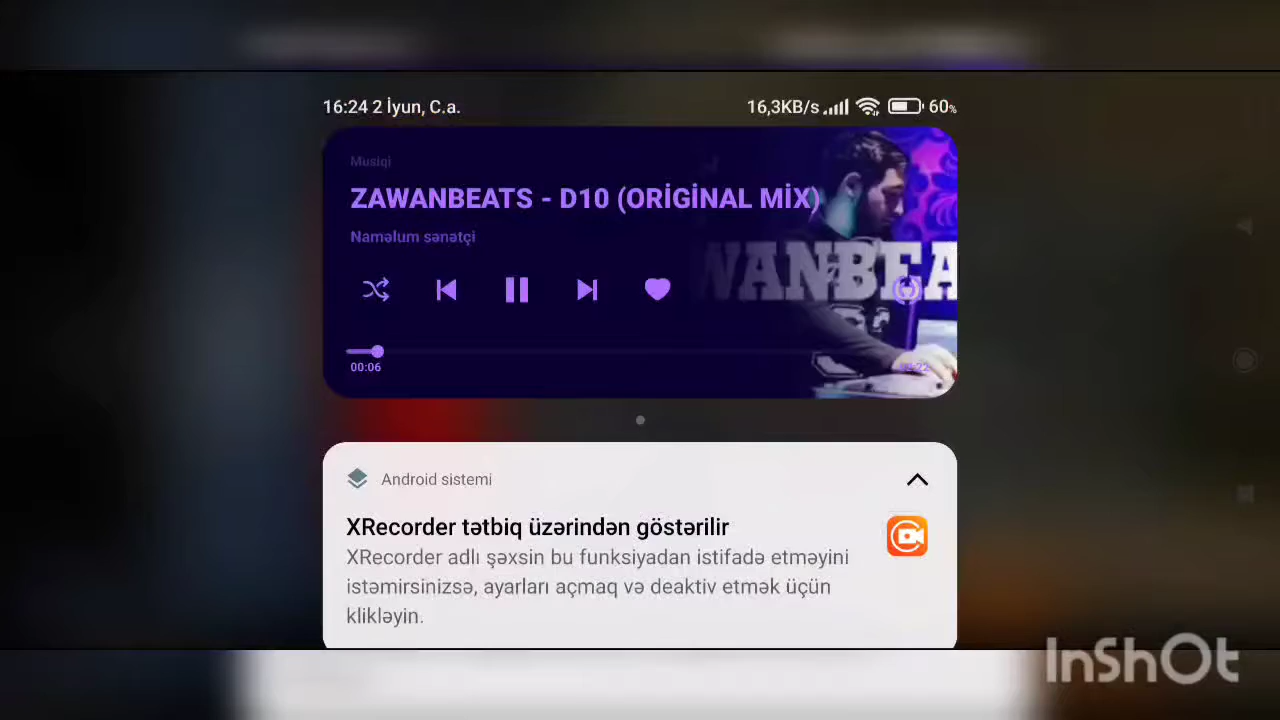 16:24 2 İyun, C.a.
16,3KB/s 60%
Musiqi
ZAWANBEATS - D10 (ORİGİNAL MİX)
Naməlum sənətçi
WANBEA
00:06
Android sistemi
XRecorder tətbiq üzərindən göstərilir
XRecorder adlı şəxsin bu funksiyadan istifadə etməyini
istəmirsinizsə, ayarları açmaq və deaktiv etmək üçün
klikləyin.
InShOt